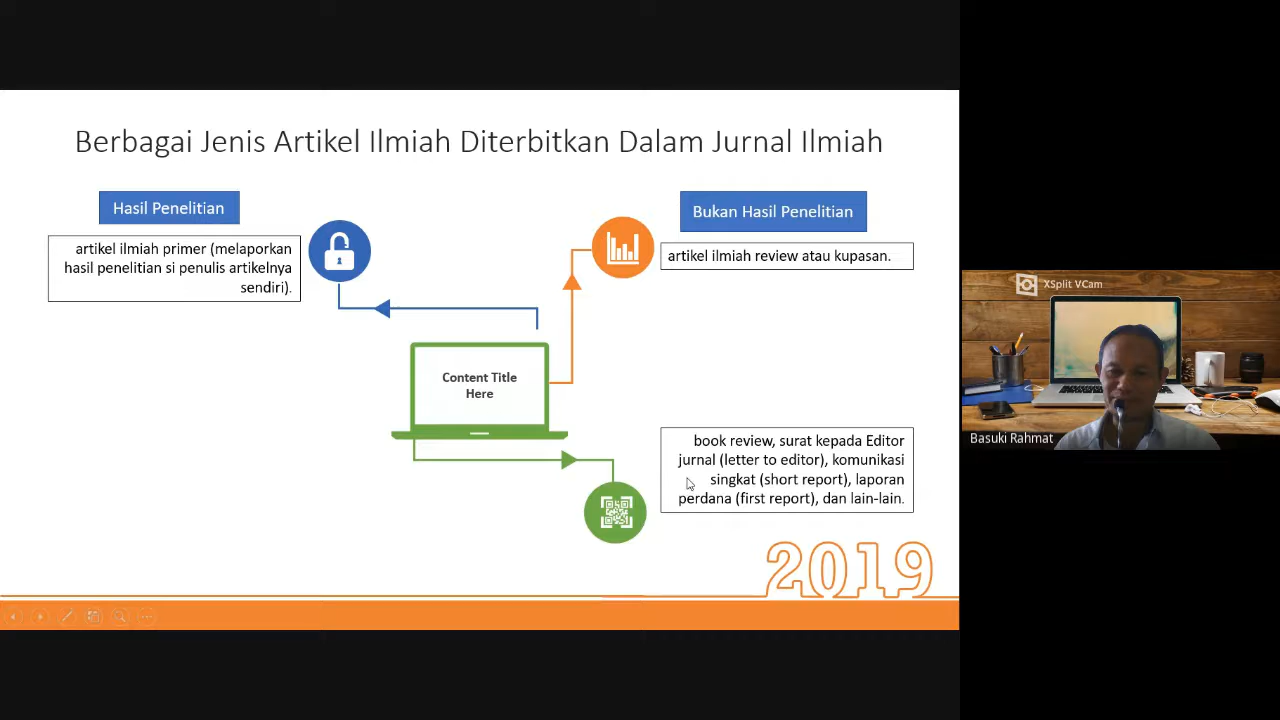 Berbagai Jenis Artikel Ilmiah Diterbitkan Dalam Jurnal Ilmiah
Hasil Penelitian
artikel ilmiah primer (melaporkan
hasil penelitian si penulis artikelnya
sendiri).
Bukan Hasil Penelitian
artikel ilmiah review atau kupasan.
Content Title
Here
book review, surat kepada Editor
jurnal (letter to editor), komunikasi
singkat (short report), laporan
perdana (first report), dan lain-lain.
2019
XSplit VCam
Basuki Rahmat